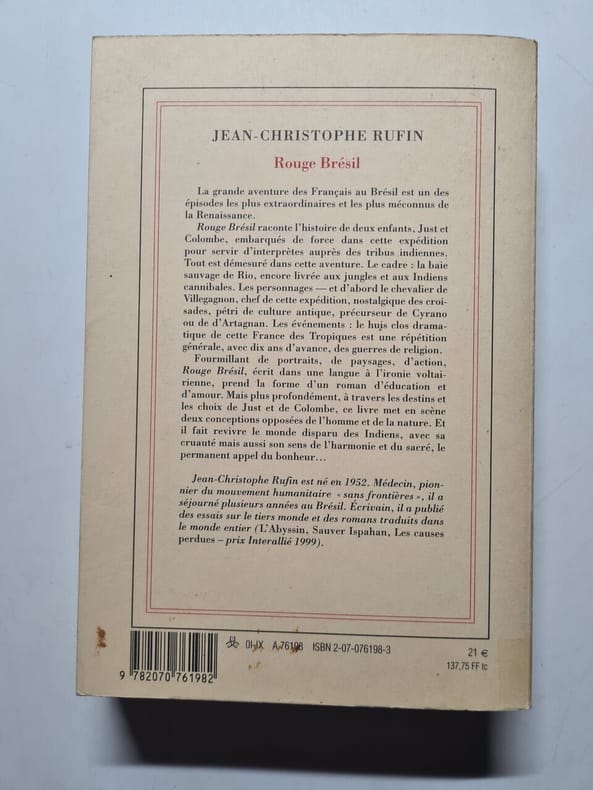 JEAN-CHRISTOPHE RUFIN
Rouge Brésil
La grande aventure des Français au Brésil est un des
épisodes les plus extraordinaires et les plus méconnus de
la Renaissance.
Rouge Brésil raconte l'histoire de deux enfants, Just et
Colombe, embarqués de force dans cette expédition
pour servir d'interprètes auprès des tribus indiennes.
Tout est démesuré dans cette aventure. Le cadre : la baie
sauvage de Rio, encore livrée aux jungles et aux Indiens
cannibales. Les personnages — et d'abord le chevalier de
Villegagnon, chef de cette expédition, nostalgique des croi-
sades, pétri de culture antique, précurseur de Cyrano
ou de d'Artagnan. Les événements : le huis clos drama-
tique de cette France des Tropiques est une répétition
générale, avec dix ans d'avance, des guerres de religion.
Fourmillant de portraits, de paysages, d'action,
Rouge Brésil, écrit dans une langue à l'ironie voltai-
rienne, prend la forme d'un roman d'éducation et
d'amour. Mais plus profondément, à travers les destins et
les choix de Just et de Colombe, ce livre met en scène
deux conceptions opposées de l'homme et de la nature. Et
il fait revivre le monde disparu des Indiens, avec sa
cruauté mais aussi son sens de l'harmonie et du sacré, le
permanent appel du bonheur...
Jean-Christophe Rufin est né en 1952. Médecin, pion-
nier du mouvement humanitaire « sans frontières », il a
séjourné plusieurs années au Brésil. Écrivain, il a publié
des essais sur le tiers monde et des romans traduits dans
le monde entier (L'Abyssin, Sauver Ispahan, Les causes
perdues – prix Interallié 1999).
01-IX A 76198 ISBN 2-07-076198-3
21 €
137,75 FF tc
9 782070 761982